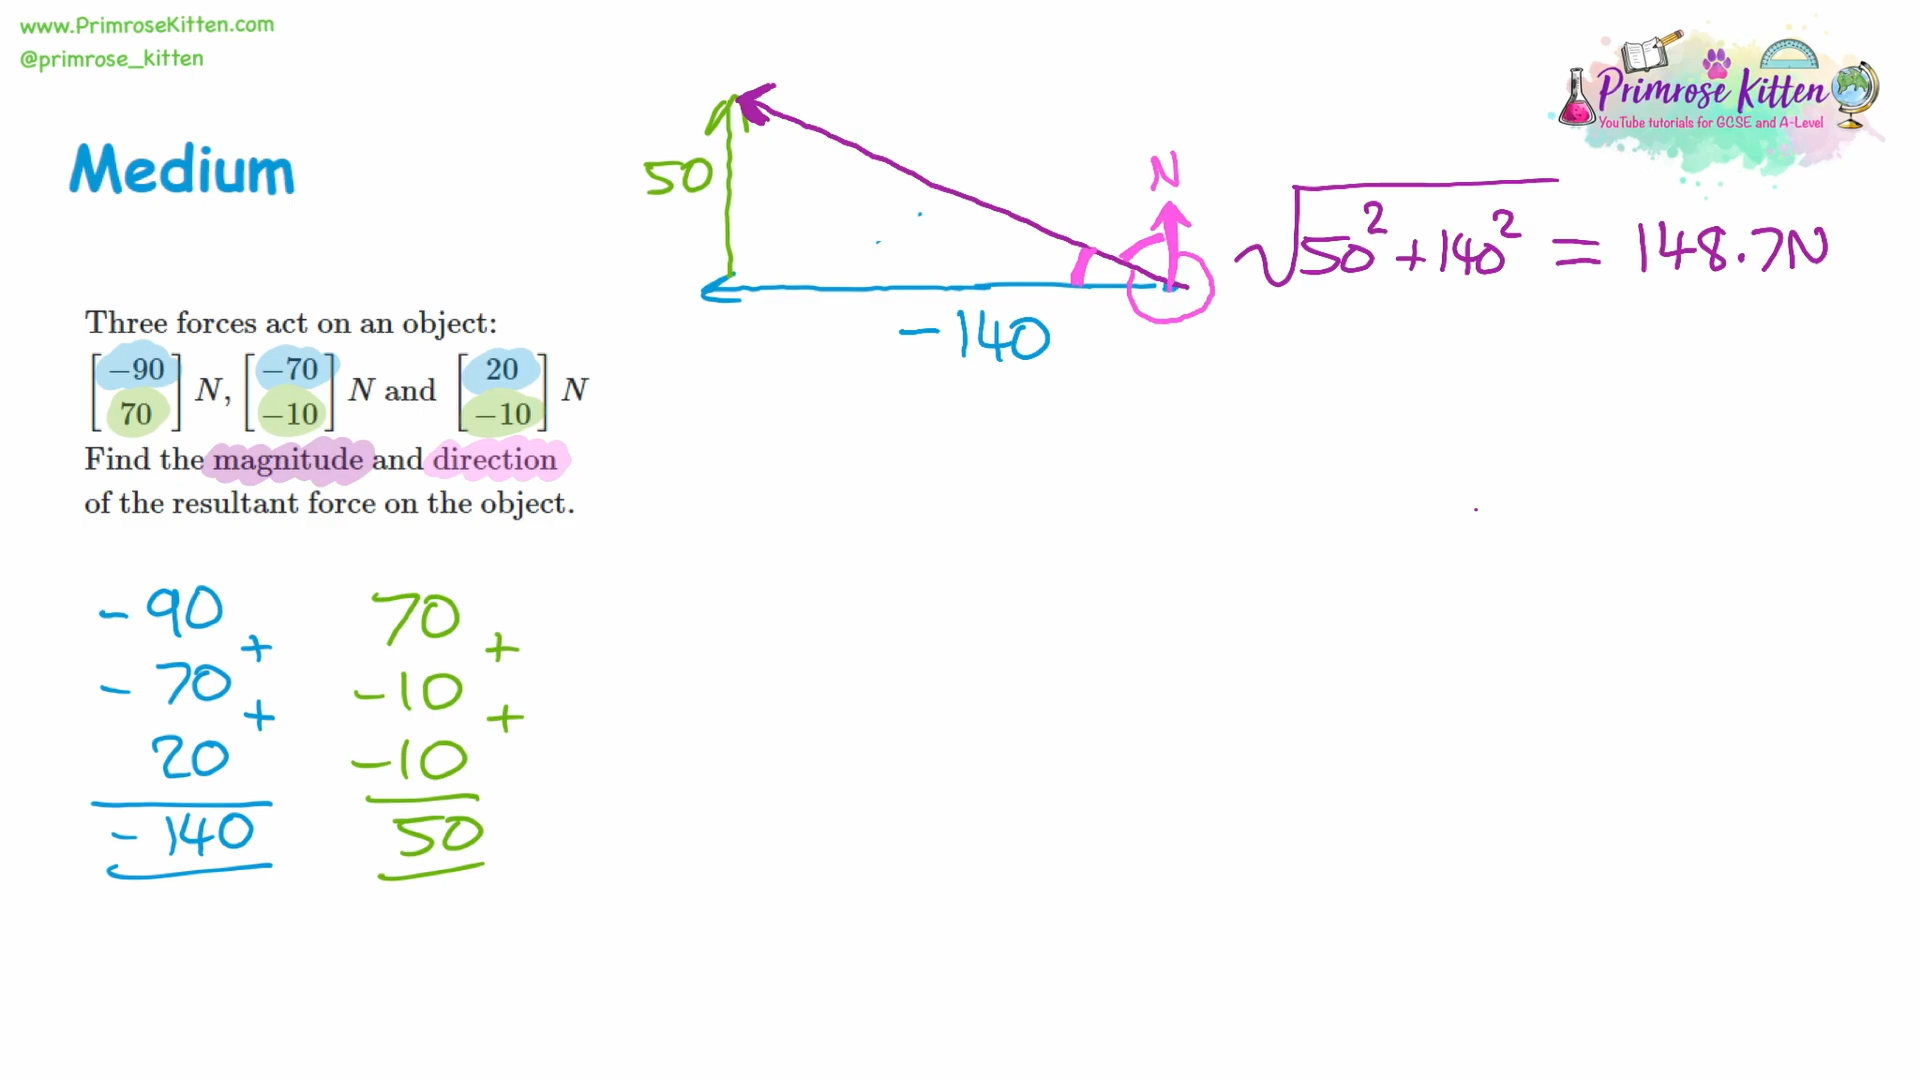 www.PrimroseKitten.com
@primrose_kitten
Primrose Kitten
YouTube tutorials for GCSE and A-Level
Medium
50
N
√50² + 140² = 148.7N
-140
Three forces act on an object:
[−90 70] N, [−70 −10] N and [20 −10] N
Find the magnitude and direction
of the resultant force on the object.
- 90 +
- 70 +
20
- 140
70 +
-10 +
-10
50